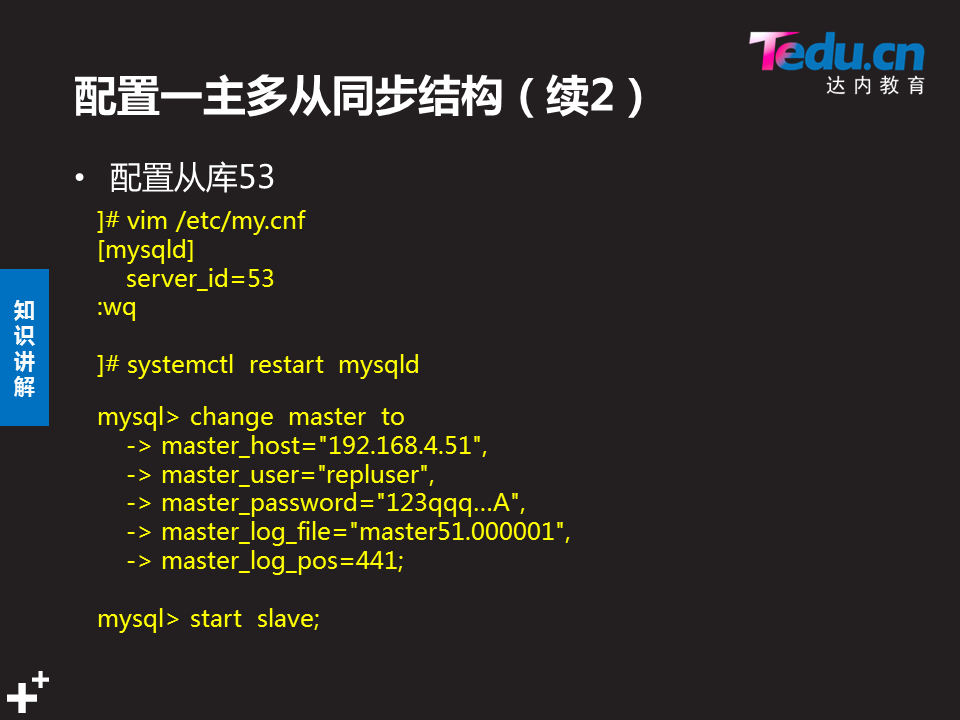 Tedu.cn
达内教育
配置一主多从同步结构（续2）
• 配置从库53
]# vim /etc/my.cnf
[mysqld]
server_id=53
:wq
]# systemctl restart mysqld
mysql> change master to
-> master_host="192.168.4.51",
-> master_user="repluser",
-> master_password="123qqq…A",
-> master_log_file="master51.000001",
-> master_log_pos=441;
mysql> start slave;
知识讲解